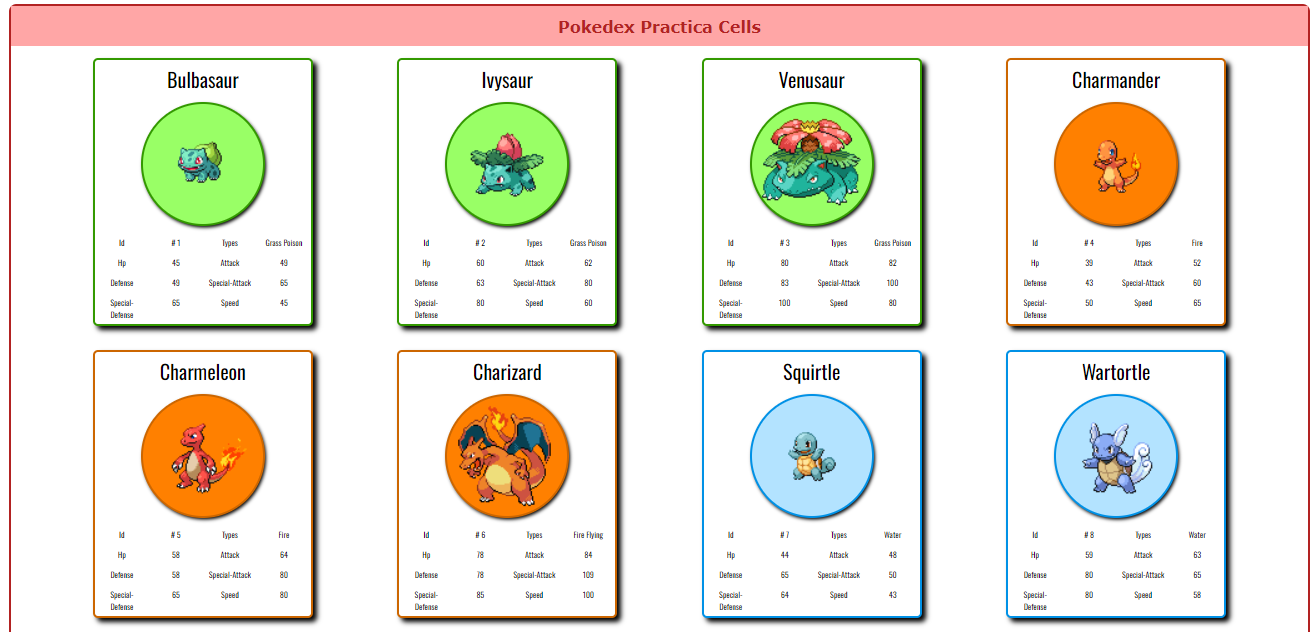 Pokedex Practica Cells
Bulbasaur
Id # 1 Types Grass Poison
Hp 45 Attack 49
Defense 49 Special-Attack 65
Special-Defense 65 Speed 45
Ivysaur
Id # 2 Types Grass Poison
Hp 60 Attack 62
Defense 63 Special-Attack 80
Special-Defense 80 Speed 60
Venusaur
Id # 3 Types Grass Poison
Hp 80 Attack 82
Defense 83 Special-Attack 100
Special-Defense 100 Speed 80
Charmander
Id # 4 Types Fire
Hp 39 Attack 52
Defense 43 Special-Attack 60
Special-Defense 50 Speed 65
Charmeleon
Id # 5 Types Fire
Hp 58 Attack 64
Defense 58 Special-Attack 80
Special-Defense 65 Speed 80
Charizard
Id # 6 Types Fire Flying
Hp 78 Attack 84
Defense 78 Special-Attack 109
Special-Defense 85 Speed 100
Squirtle
Id # 7 Types Water
Hp 44 Attack 48
Defense 65 Special-Attack 50
Special-Defense 64 Speed 43
Wartortle
Id # 8 Types Water
Hp 59 Attack 63
Defense 80 Special-Attack 65
Special-Defense 80 Speed 58